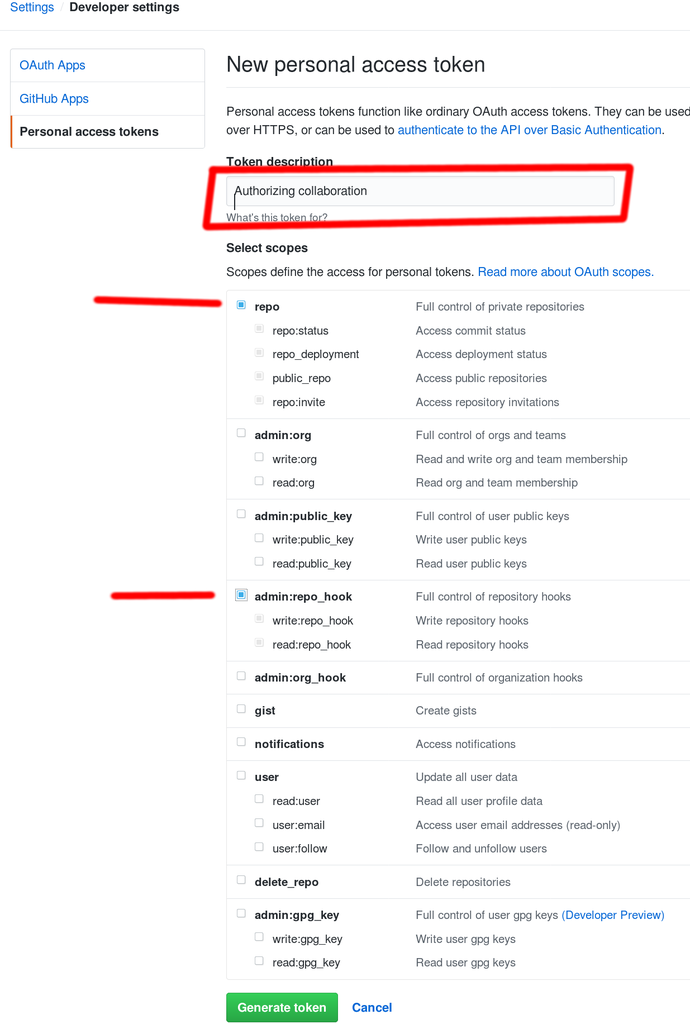 Settings Developer settings
OAuth Apps
GitHub Apps
Personal access tokens
New personal access token
Personal access tokens function like ordinary OAuth access tokens. They can be used
over HTTPS, or can be used to authenticate to the API over Basic Authentication.
Token description
Authorizing collaboration
What's this token for?
Select scopes
Scopes define the access for personal tokens. Read more about OAuth scopes.
repo Full control of private repositories
repo:status Access commit status
repo_deployment Access deployment status
public_repo Access public repositories
repo:invite Access repository invitations
admin:org Full control of orgs and teams
write:org Read and write org and team membership
read:org Read org and team membership
admin:public_key Full control of user public keys
write:public_key Write user public keys
read:public_key Read user public keys
admin:repo_hook Full control of repository hooks
write:repo_hook Write repository hooks
read:repo_hook Read repository hooks
admin:org_hook Full control of organization hooks
gist Create gists
notifications Access notifications
user Update all user data
read:user Read all user profile data
user:email Access user email addresses (read-only)
user:follow Follow and unfollow users
delete_repo Delete repositories
admin:gpg_key Full control of user gpg keys (Developer Preview)
write:gpg_key Write user gpg keys
read:gpg_key Read user gpg keys
Generate token Cancel